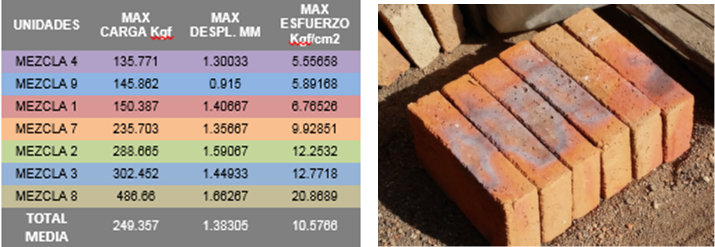 UNIDADES MAX CARGA Kgf MAX DESPL. MM MAX ESFUERZO Kgf/cm2
MEZCLA 4 135.771 1.30033 5.55658
MEZCLA 9 145.862 0.915 5.89168
MEZCLA 1 150.387 1.40667 6.76526
MEZCLA 7 235.703 1.35667 9.92851
MEZCLA 2 288.665 1.59067 12.2532
MEZCLA 3 302.452 1.44933 12.7718
MEZCLA 8 486.66 1.66267 20.8689
TOTAL MEDIA 249.357 1.38305 10.5766